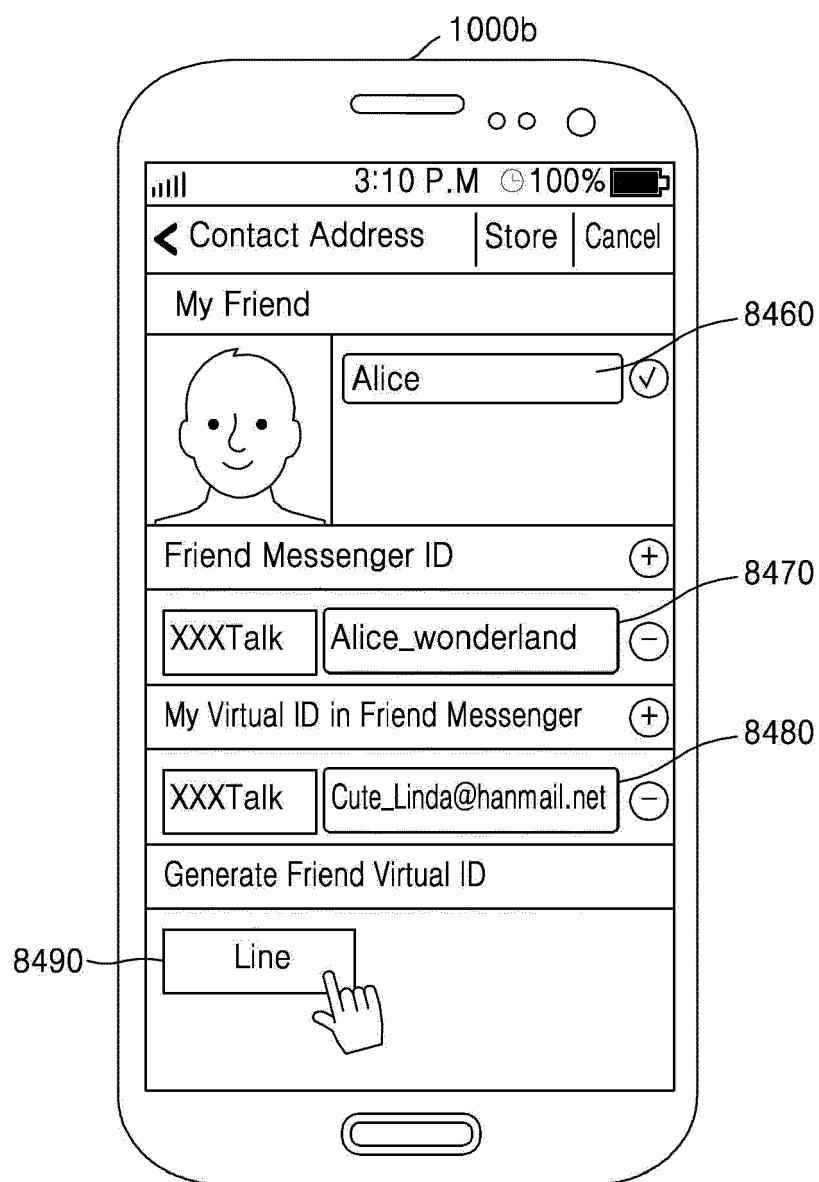 1000b
3:10 P.M 100%
Contact Address Store Cancel
My Friend
8460
Alice
Friend Messenger ID
8470
XXXTalk Alice_wonderland
My Virtual ID in Friend Messenger
8480
XXXTalk Cute_Linda@hanmail.net
Generate Friend Virtual ID
8490 Line